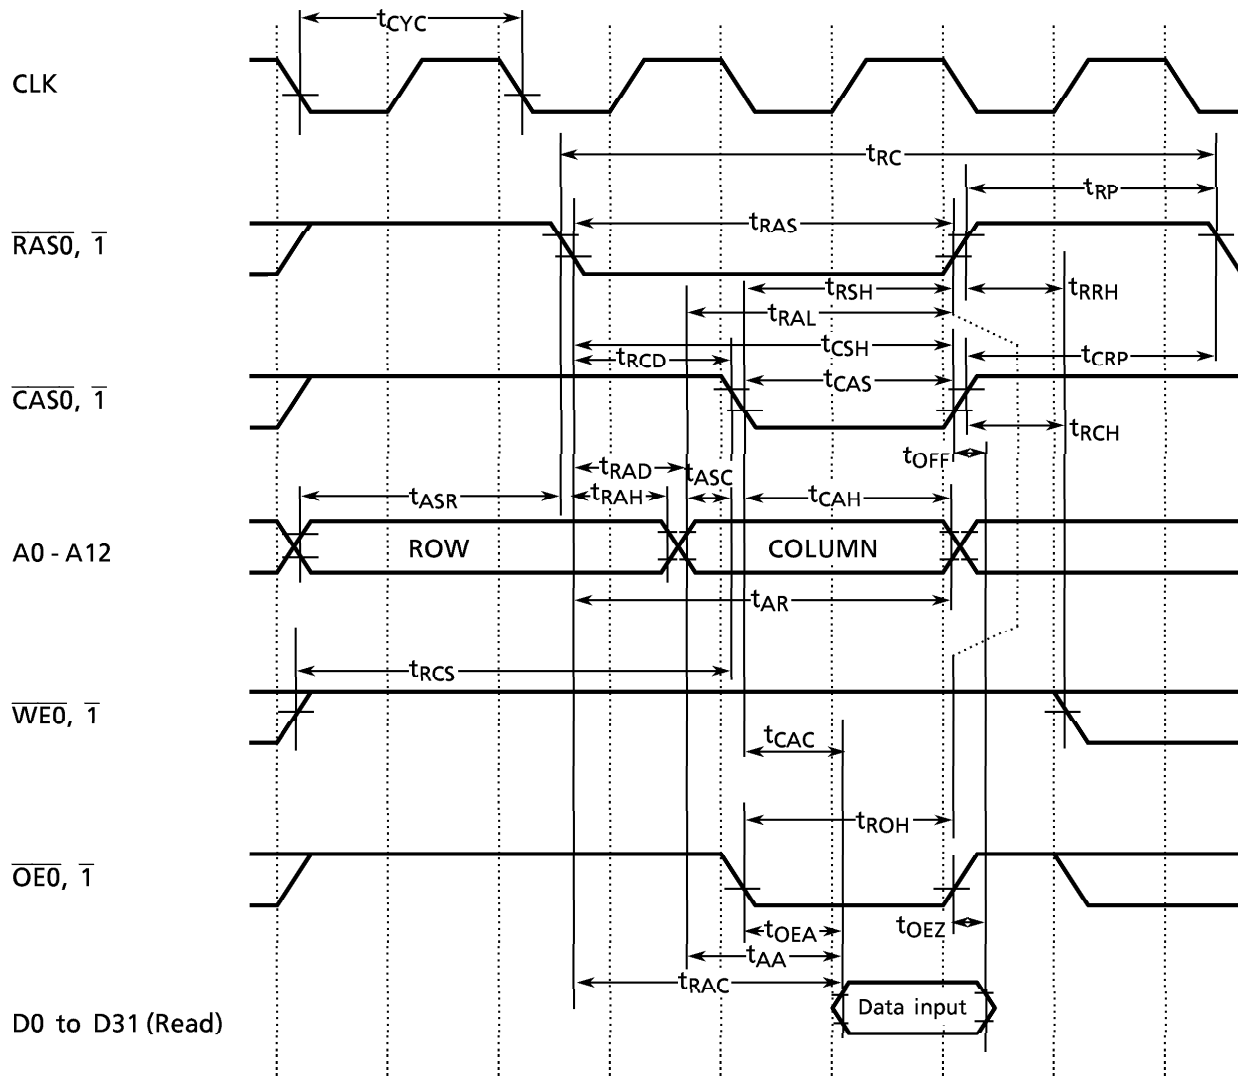 tCYC
CLK
tRC
tRP
tRAS
RAS0, 1
tRSH
tRRH
tRAL
tCSH
tRCD
tCRP
tCAS
CAS0, 1
tRCH
tOFF
tRAD
tASC
tASR
tRAH
tCAH
A0 - A12
ROW
COLUMN
tAR
tRCS
WE0, 1
tCAC
tROH
OE0, 1
tOEA
tOEZ
tAA
tRAC
Data input
D0 to D31 (Read)